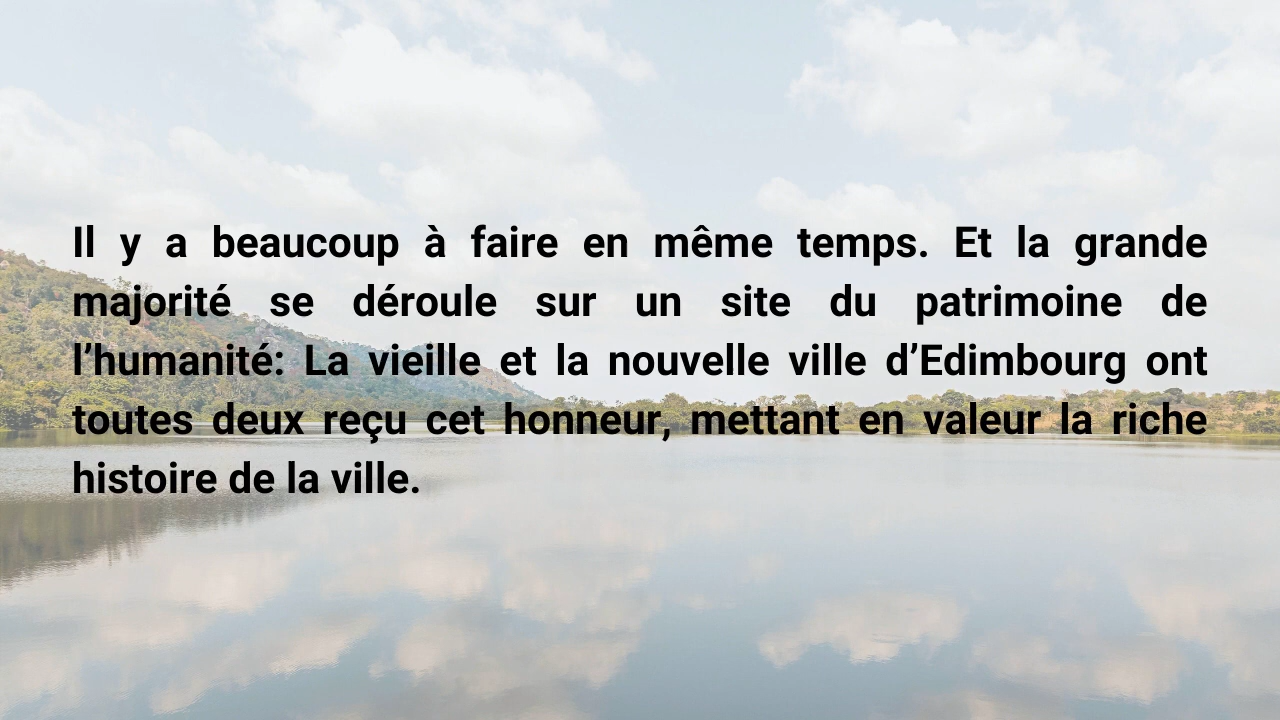 Il y a beaucoup à faire en même temps. Et la grande
majorité se déroule sur un site du patrimoine de
l’humanité: La vieille et la nouvelle ville d’Edimbourg ont
toutes deux reçu cet honneur, mettant en valeur la riche
histoire de la ville.